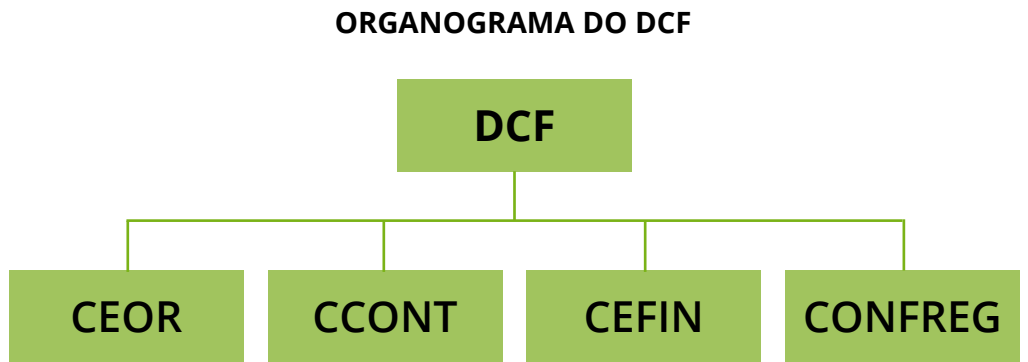 ORGANOGRAMA DO DCF
DCF
CEOR
CCONT
CEFIN
CONFREG